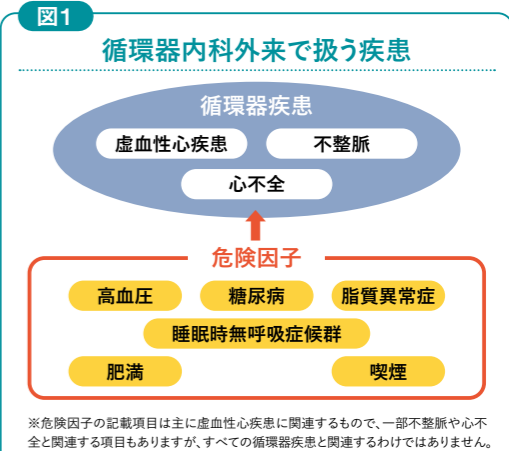 図1
循環器内科外来で扱う疾患
循環器疾患
虚血性心疾患 不整脈
心不全
危険因子
高血圧 糖尿病 脂質異常症
睡眠時無呼吸症候群
肥満 喫煙
※危険因子の記載項目は主に虚血性心疾患に関連するもので、一部不整脈や心不
全と関連する項目もありますが、すべての循環器疾患と関連するわけではありません。